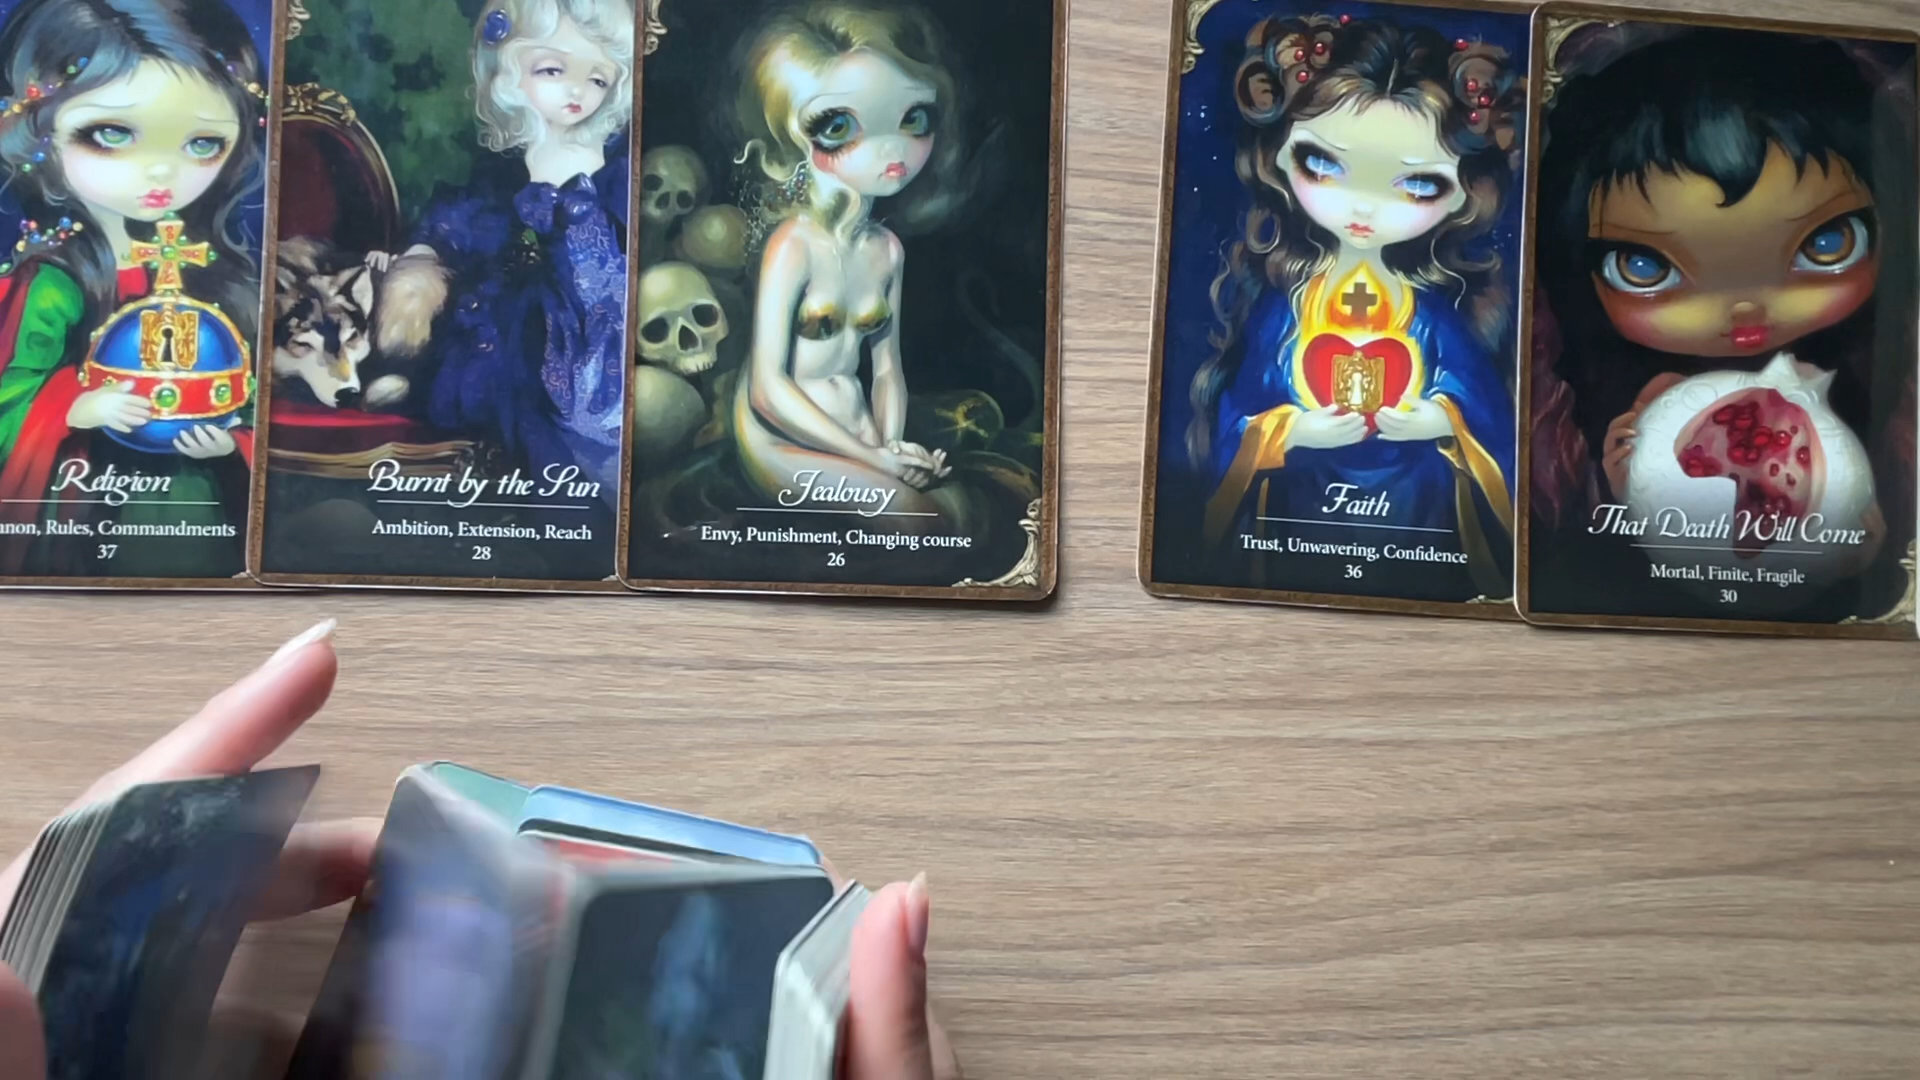 Religion
Rules, Commandments
37
Burnt by the Sun
Ambition, Extension, Reach
28
Jealousy
Envy, Punishment, Changing course
26
Faith
Trust, Unwavering, Confidence
36
That Death Will Come
Mortal, Finite, Fragile
30